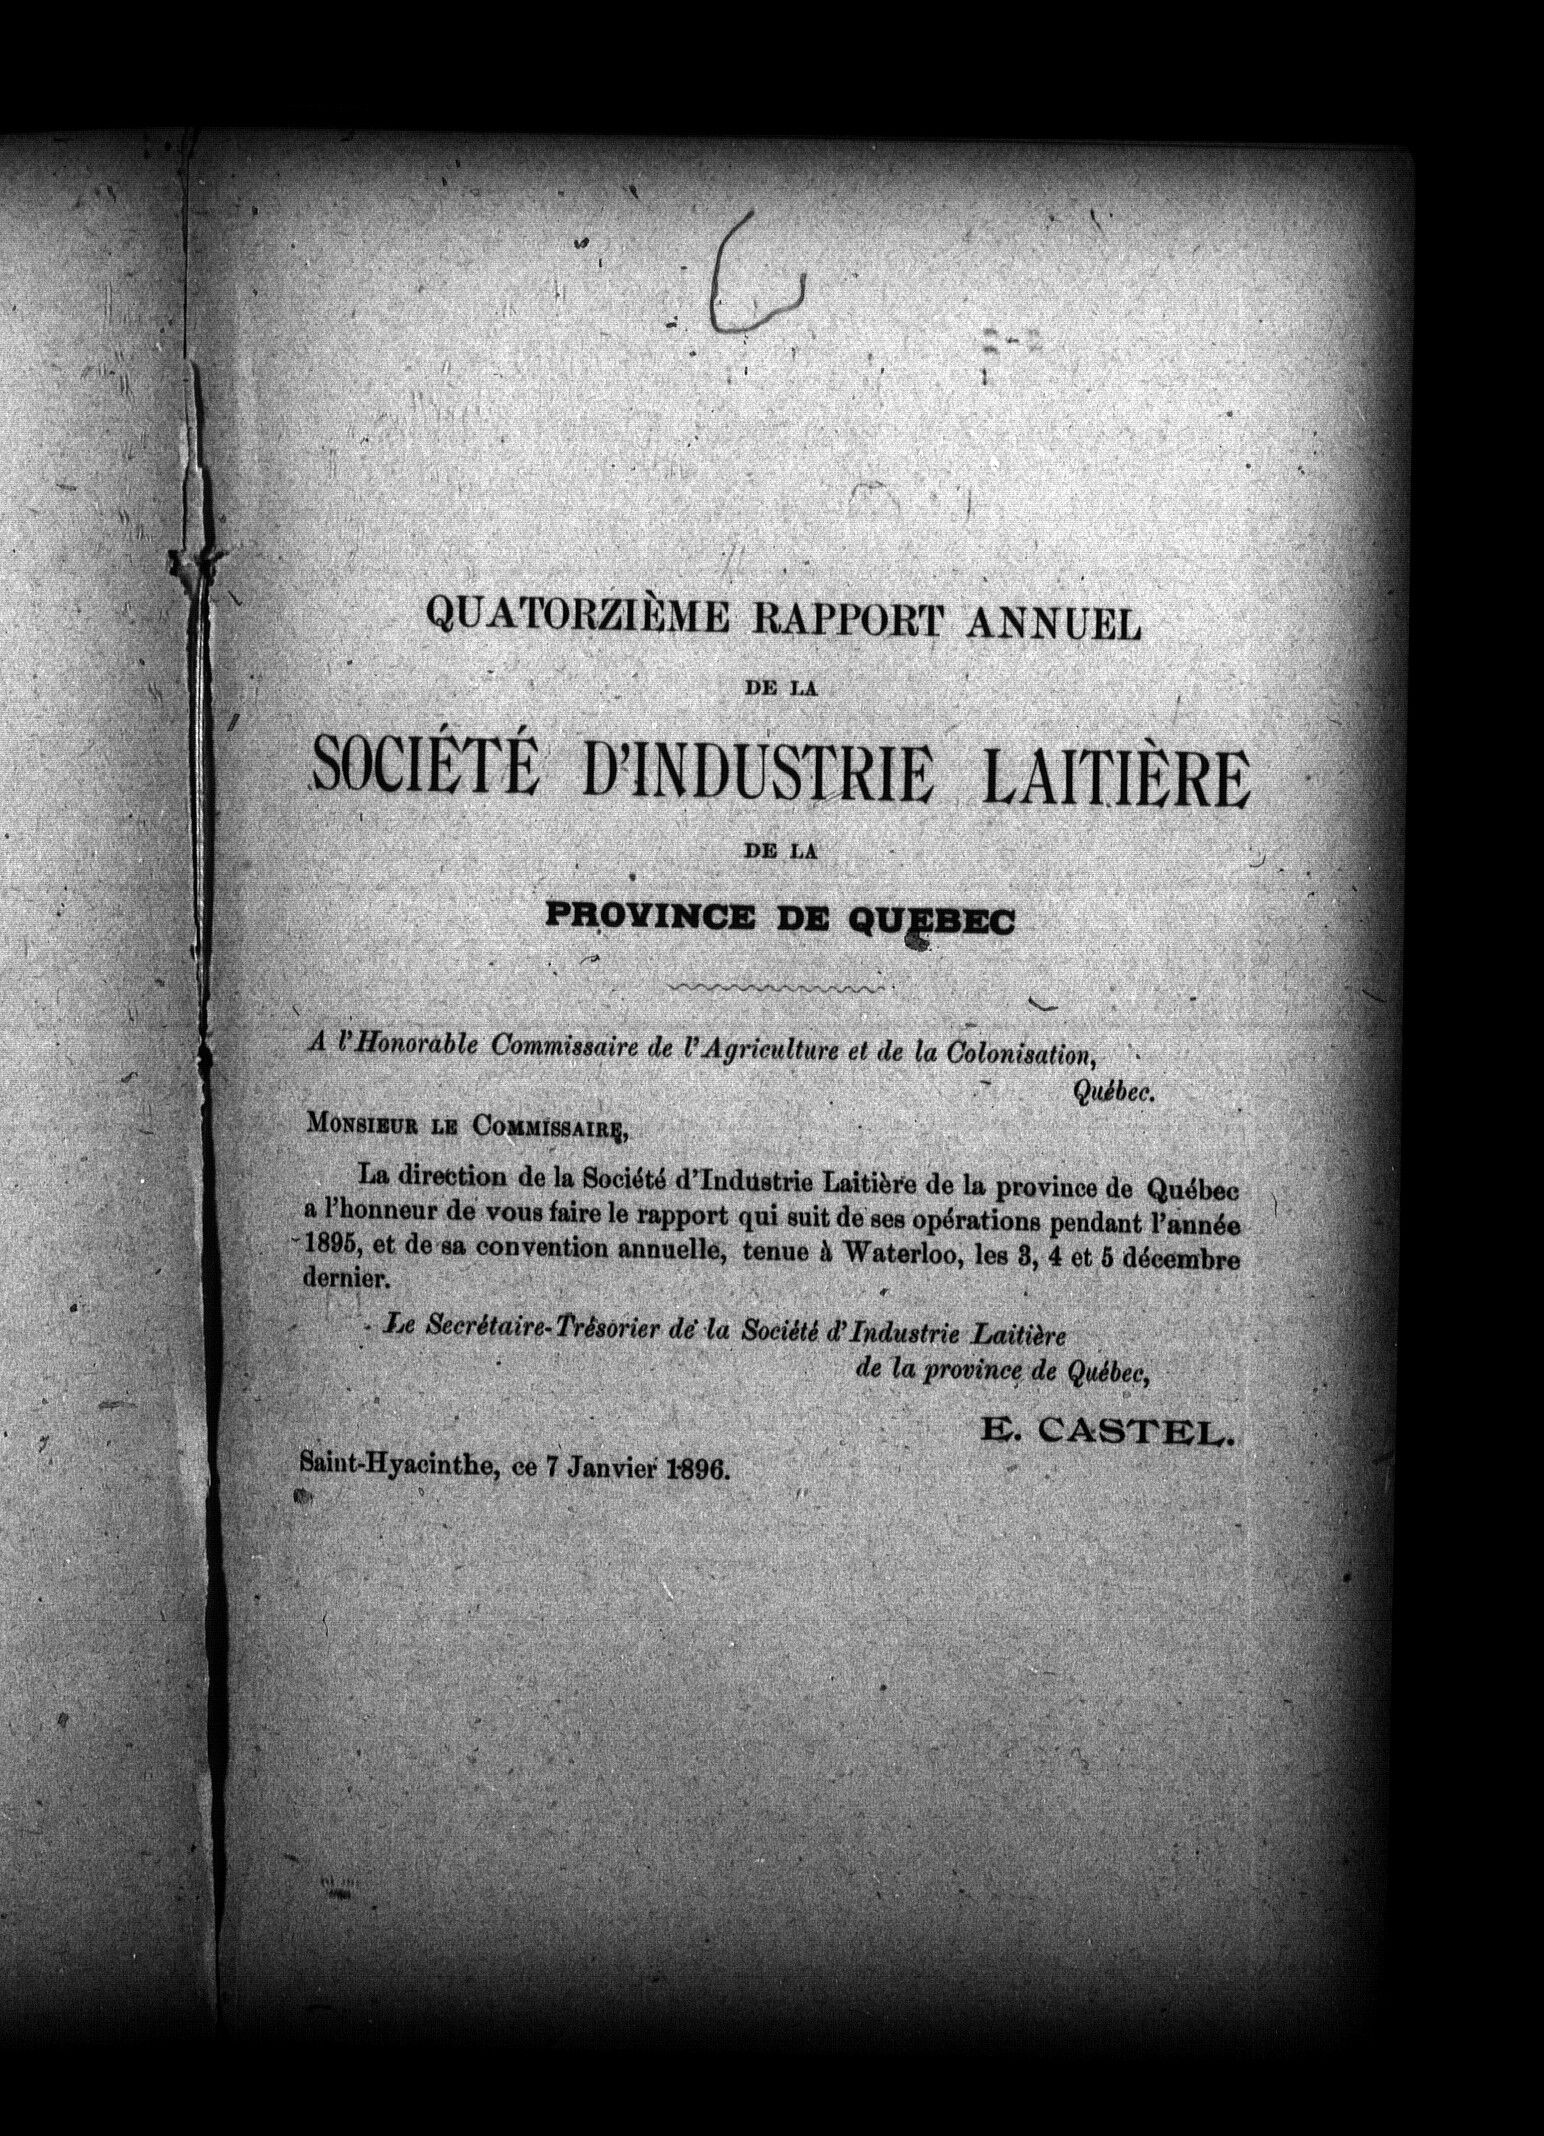 QUATORZIÈME RAPPORT ANNUEL
DE LA
SOCIÉTÉ D'INDUSTRIE LAITIÈRE
DE LA
PROVINCE DE QUEBEC
A l'Honorable Commissaire de l'Agriculture et de la Colonisation,
Québec.
MONSIEUR LE COMMISSAIRE,
La direction de la Société d'Industrie Laitière de la province de Québec
a l'honneur de vous faire le rapport qui suit de ses opérations pendant l'année
1895, et de sa convention annuelle, tenue à Waterloo, les 3, 4 et 5 décembre
dernier.
Le Secrétaire-Trésorier de la Société d'Industrie Laitière
de la province de Québec,
E. CASTEL.
Saint-Hyacinthe, ce 7 Janvier 1896.